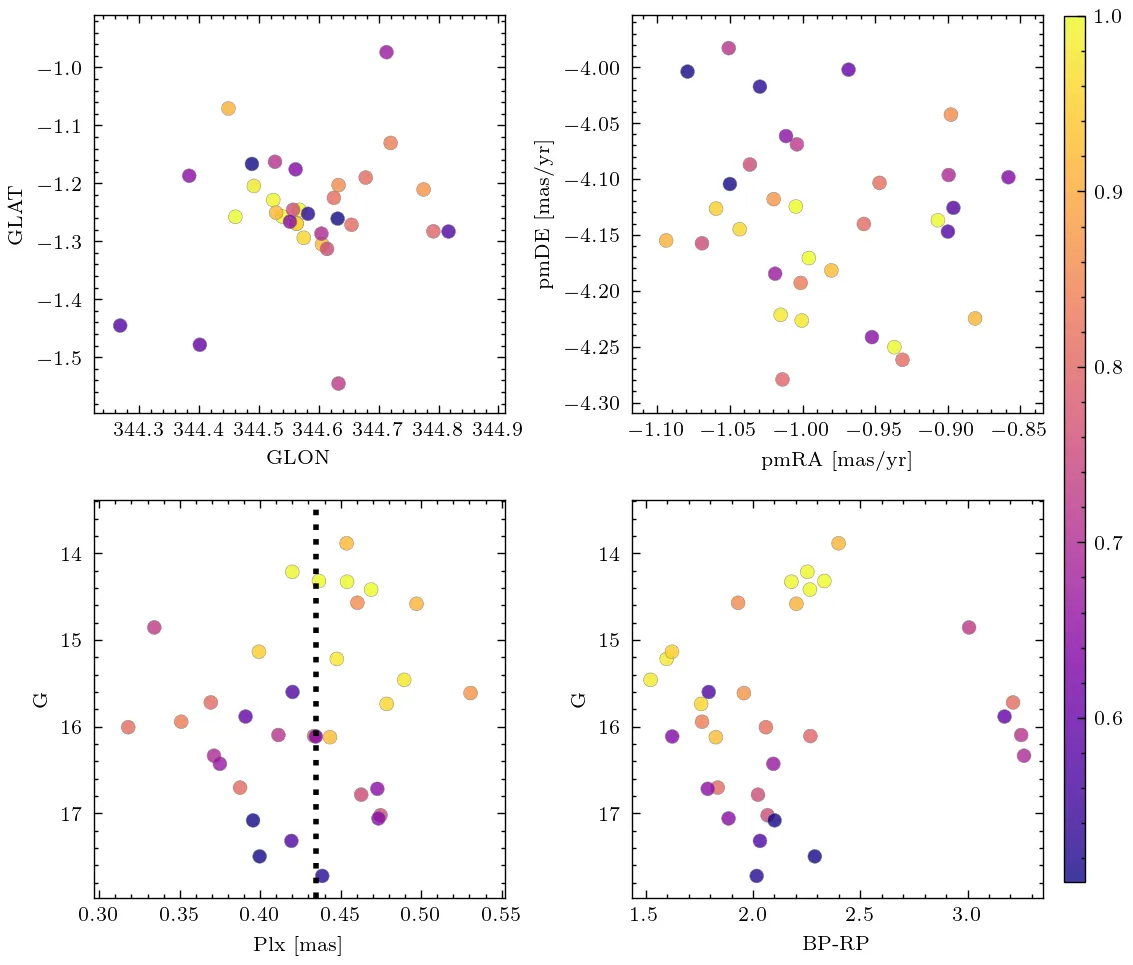 −1.0
−1.1
−1.2
−1.3
−1.4
−1.5
GLAT
344.3 344.4 344.5 344.6 344.7 344.8 344.9
GLON
−4.00
−4.05
−4.10
−4.15
−4.20
−4.25
−4.30
pmDE [mas/yr]
−1.10 −1.05 −1.00 −0.95 −0.90 −0.85
pmRA [mas/yr]
1.0
0.9
0.8
0.7
0.6
14
15
16
17
G
0.30 0.35 0.40 0.45 0.50 0.55
Plx [mas]
14
15
16
17
G
1.5 2.0 2.5 3.0
BP-RP